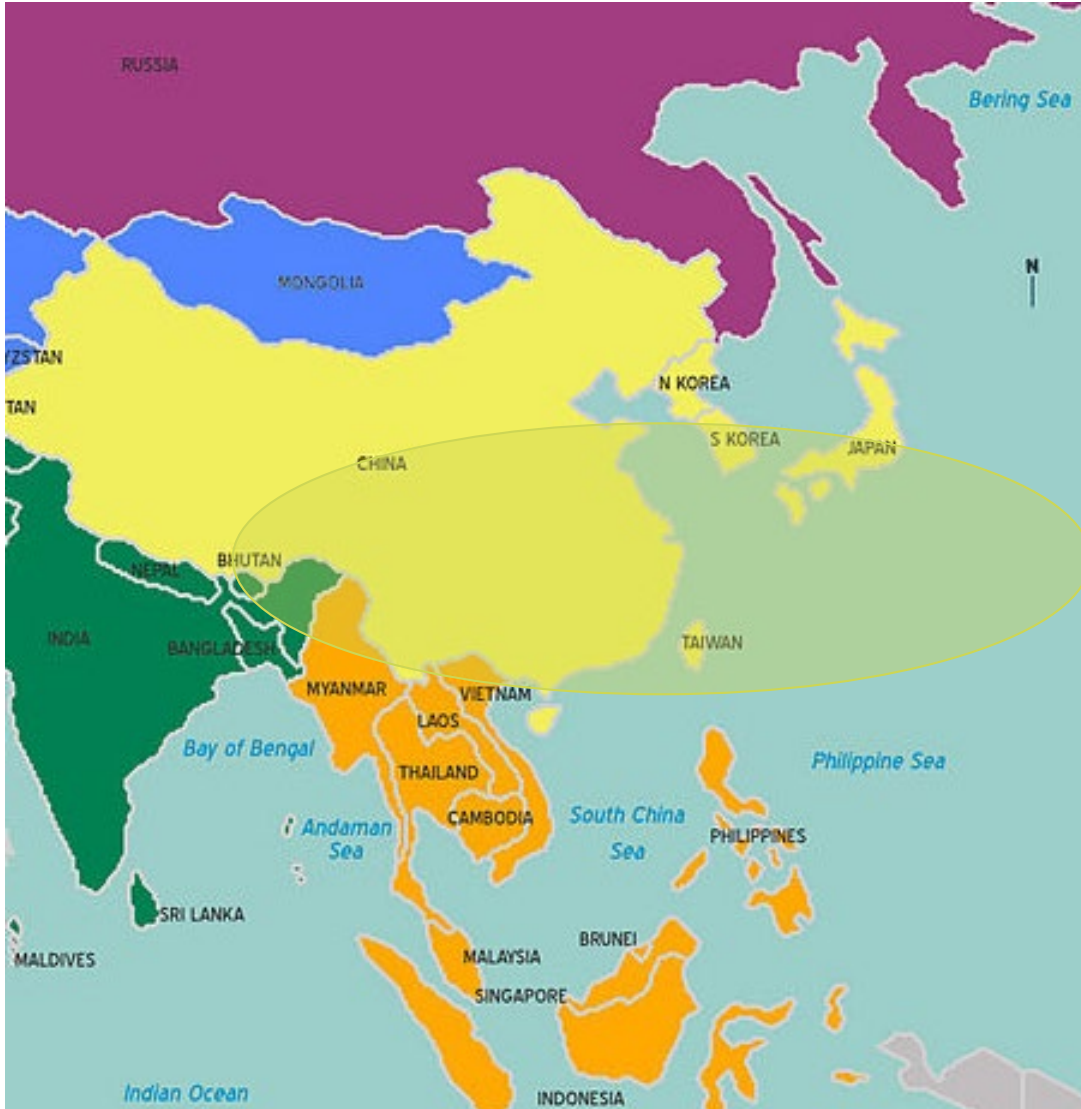 RUSSIA
Bering Sea
N
MONGOLIA
YZSTAN
N KOREA
TAN
S KOREA
JAPAN
CHINA
BHUTAN
NEPAL
INDIA
BANGLADESH
TAIWAN
MYANMAR
VIETNAM
LAOS
Bay of Bengal
Philippine Sea
THAILAND
CAMBODIA
South China
Sea
Andaman
Sea
PHILIPPINES
SRI LANKA
BRUNEI
MALDIVES
MALAYSIA
SINGAPORE
Indian Ocean
INDONESIA